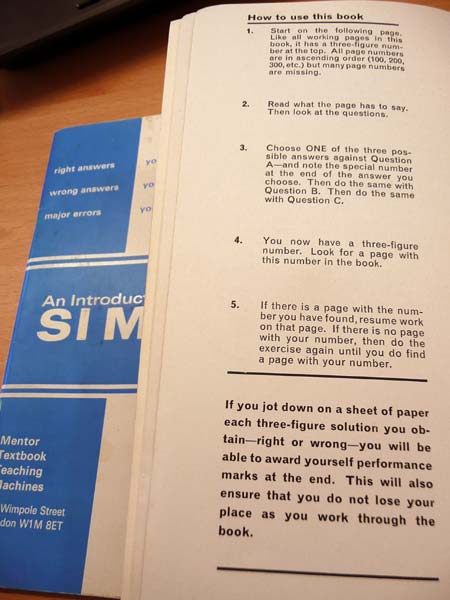 How to use this book
1. Start on the following page.
Like all working pages in this
book, it has a three-figure num-
ber at the top. All page numbers
are in ascending order (100, 200,
300, etc.) but many page numbers
are missing.
2. Read what the page has to say.
Then look at the questions.
3. Choose ONE of the three pos-
sible answers against Question
A—and note the special number
at the end of the answer you
choose. Then do the same with
Question B. Then do the same
with Question C.
4. You now have a three-figure
number. Look for a page with
this number in the book.
5. If there is a page with the num-
ber you have found, resume work
on that page. If there is no page
with your number, then do the
exercise again until you do find
a page with your number.
If you jot down on a sheet of paper
each three-figure solution you ob-
tain—right or wrong—you will be
able to award yourself performance
marks at the end. This will also
ensure that you do not lose your
place as you work through the
book.
right answers yo
wrong answers yo
major errors yo
An Introduc
SIM
Mentor
Textbook
Teaching
Machines
Wimpole Street
don W1M 8ET